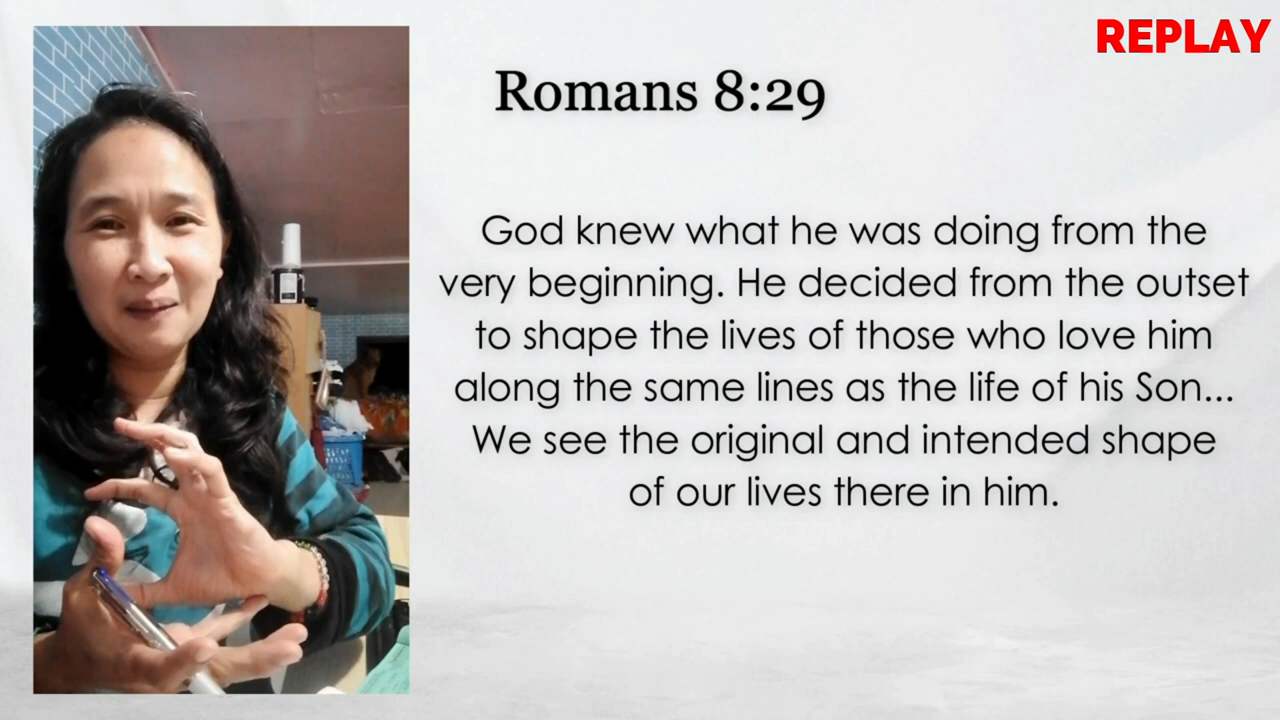 REPLAY
Romans 8:29
God knew what he was doing from the
very beginning. He decided from the outset
to shape the lives of those who love him
along the same lines as the life of his Son...
We see the original and intended shape
of our lives there in him.